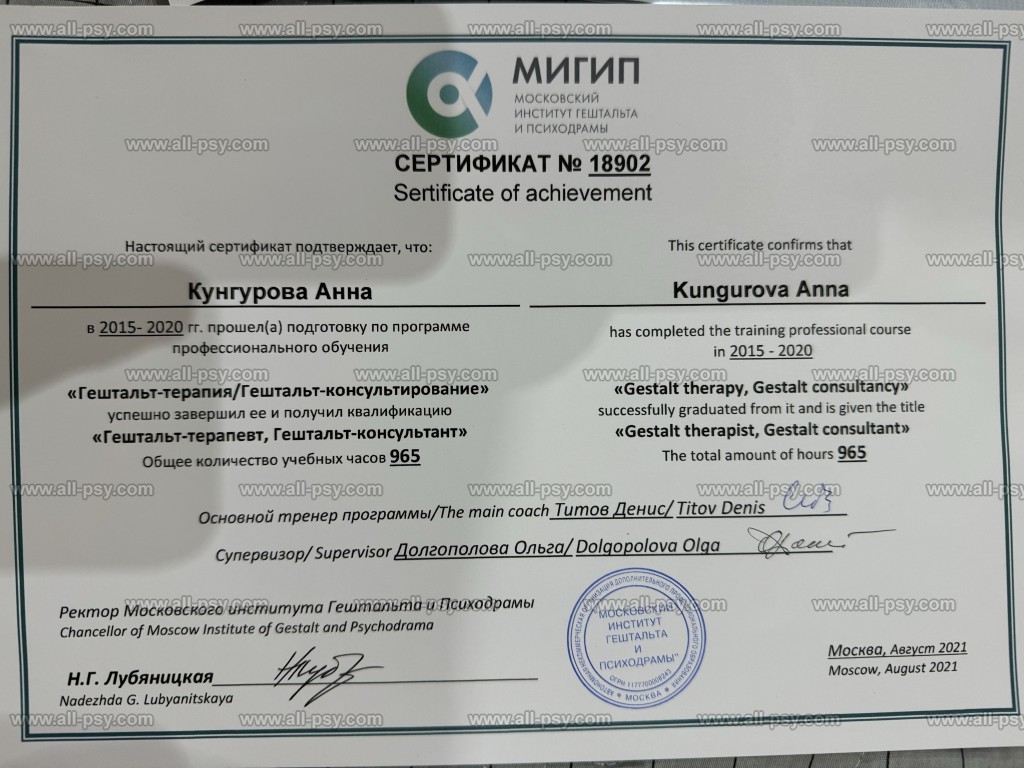 МИГИП
МОСКОВСКИЙ
ИНСТИТУТ ГЕШТАЛЬТА
И ПСИХОДРАМЫ
СЕРТИФИКАТ № 18902
Sertificate of achievement
Настоящий сертификат подтверждает, что:
Кунгурова Анна
в 2015- 2020 гг. прошел(а) подготовку по программе
профессионального обучения
«Гештальт-терапия/Гештальт-консультирование»
успешно завершил ее и получил квалификацию
«Гештальт-терапевт, Гештальт-консультант»
Общее количество учебных часов 965
This certificate confirms that
Kungurova Anna
has completed the training professional course
in 2015 - 2020
«Gestalt therapy, Gestalt consultancy»
successfully graduated from it and is given the title
«Gestalt therapist, Gestalt consultant»
The total amount of hours 965
Основной тренер программы/The main coach Титов Денис/ Titov Denis
Супервизор/ Supervisor Долгополова Ольга/ Dolgopolova Olga
Ректор Московского института Гештальта и Психодрамы
Chancellor of Moscow Institute of Gestalt and Psychodrama
Н.Г. Лубяницкая
Nadezhda G. Lubyanitskaya
"МОСКОВСКИЙ
ИНСТИТУТ
ГЕШТАЛЬТА
И
ПСИХОДРАМЫ"
МОСКВА
Москва, Август 2021
Moscow, August 2021
www.all-psy.com